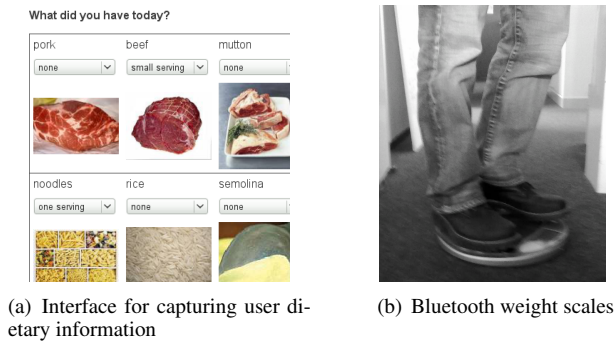 What did you have today?
pork beef mutton
none small serving none
noodles rice semolina
one serving none none
(a) Interface for capturing user di-
etary information
(b) Bluetooth weight scales